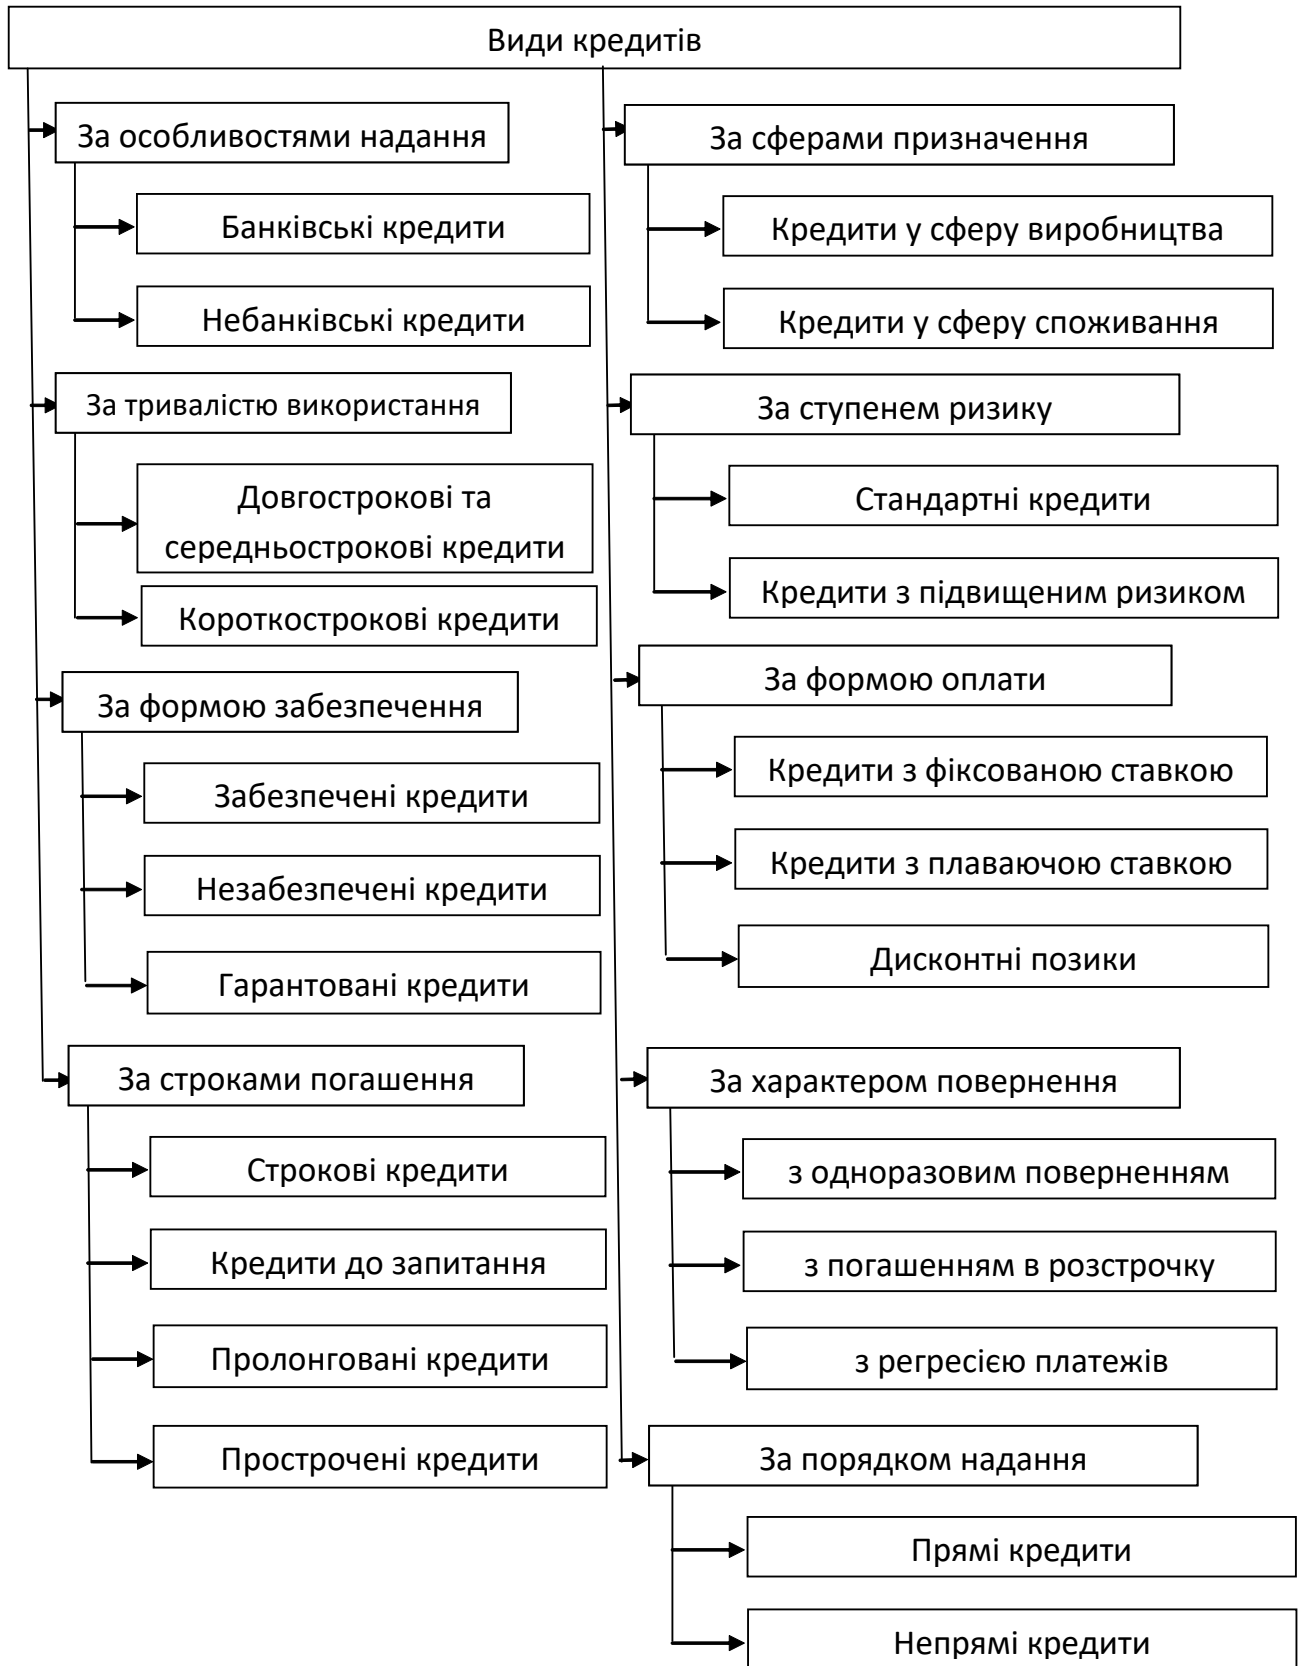 Види кредитів
За особливостями надання
Банківські кредити
Небанківські кредити
За тривалістю використання
Довгострокові та
середньострокові кредити
Короткострокові кредити
За формою забезпечення
Забезпечені кредити
Незабезпечені кредити
Гарантовані кредити
За строками погашення
Строкові кредити
Кредити до запитання
Пролонговані кредити
Прострочені кредити
За сферами призначення
Кредити у сферу виробництва
Кредити у сферу споживання
За ступенем ризику
Стандартні кредити
Кредити з підвищеним ризиком
За формою оплати
Кредити з фіксованою ставкою
Кредити з плаваючою ставкою
Дисконтні позики
За характером повернення
з одноразовим поверненням
з погашенням в розстрочку
з регресією платежів
За порядком надання
Прямі кредити
Непрямі кредити